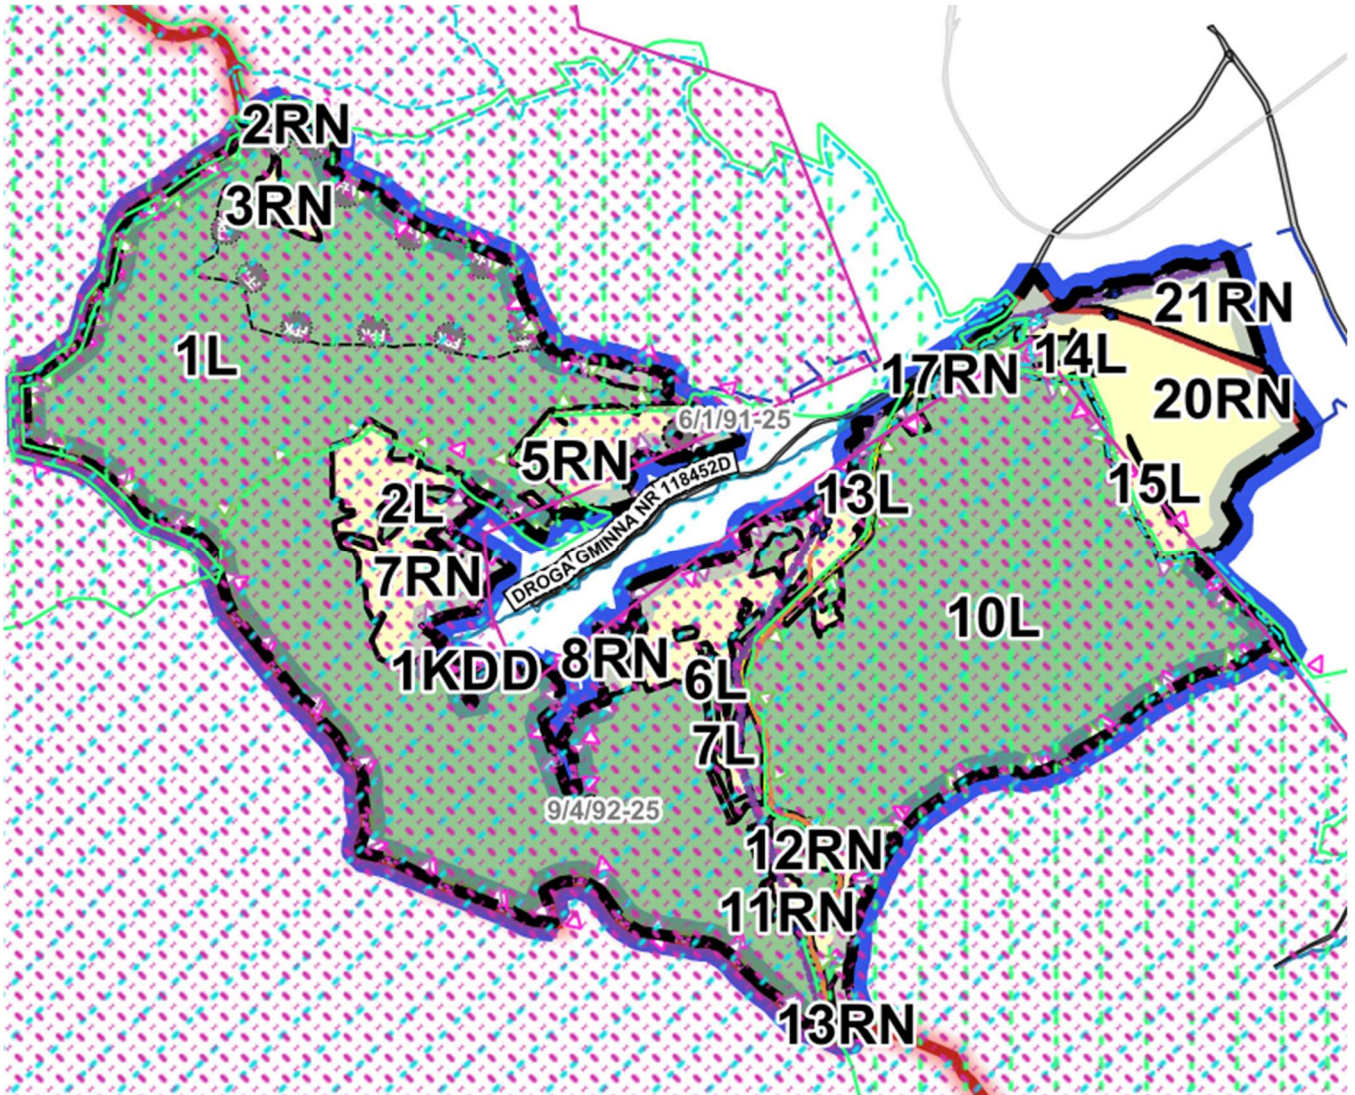 2RN
3RN
1L
21RN
14L
17RN
20RN
6/1/91-25
5RN
DROGA GMINNA NR 118452D
2L
13L
15L
7RN
10L
1KDD
8RN
6L
7L
9/4/92-25
12RN
11RN
13RN